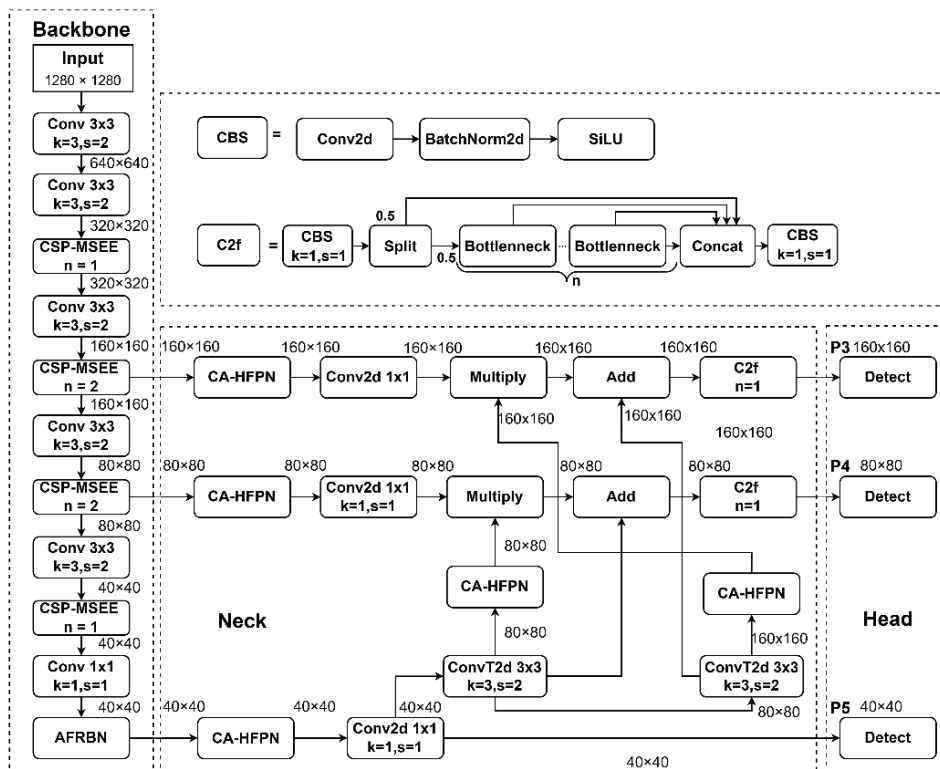 Backbone
Input
1280 × 1280
Conv 3x3
k=3,s=2
640×640
Conv 3x3
k=3,s=2
320×320
CSP-MSEE
n = 1
320×320
Conv 3x3
k=3,s=2
160×160
CSP-MSEE
n = 2
160×160
Conv 3x3
k=3,s=2
80×80
CSP-MSEE
n = 2
80×80
Conv 3x3
k=3,s=2
40×40
CSP-MSEE
n = 1
40×40
Conv 1x1
k=1,s=1
40×40
AFRBN
CBS
=
Conv2d
BatchNorm2d
SiLU
C2f
=
CBS
k=1,s=1
0.5
Split
0.5
Bottlenneck
...
Bottlenneck
n
Concat
CBS
k=1,s=1
160×160
CA-HFPN
160×160
Conv2d 1x1
160×160
Multiply
160x160
160x160
Add
160x160
160x160
C2f
n=1
160x160
P3
160x160
Detect
80×80
CA-HFPN
80×80
Conv2d 1x1
k=1,s=1
80×80
Multiply
80×80
80×80
Add
80×80
C2f
n=1
P4
80×80
Detect
CA-HFPN
80×80
ConvT2d 3x3
k=3,s=2
CA-HFPN
160x160
ConvT2d 3x3
k=3,s=2
80×80
Neck
Head
40×40
CA-HFPN
40×40
Conv2d 1x1
k=1,s=1
40×40
40×40
P5
40×40
Detect